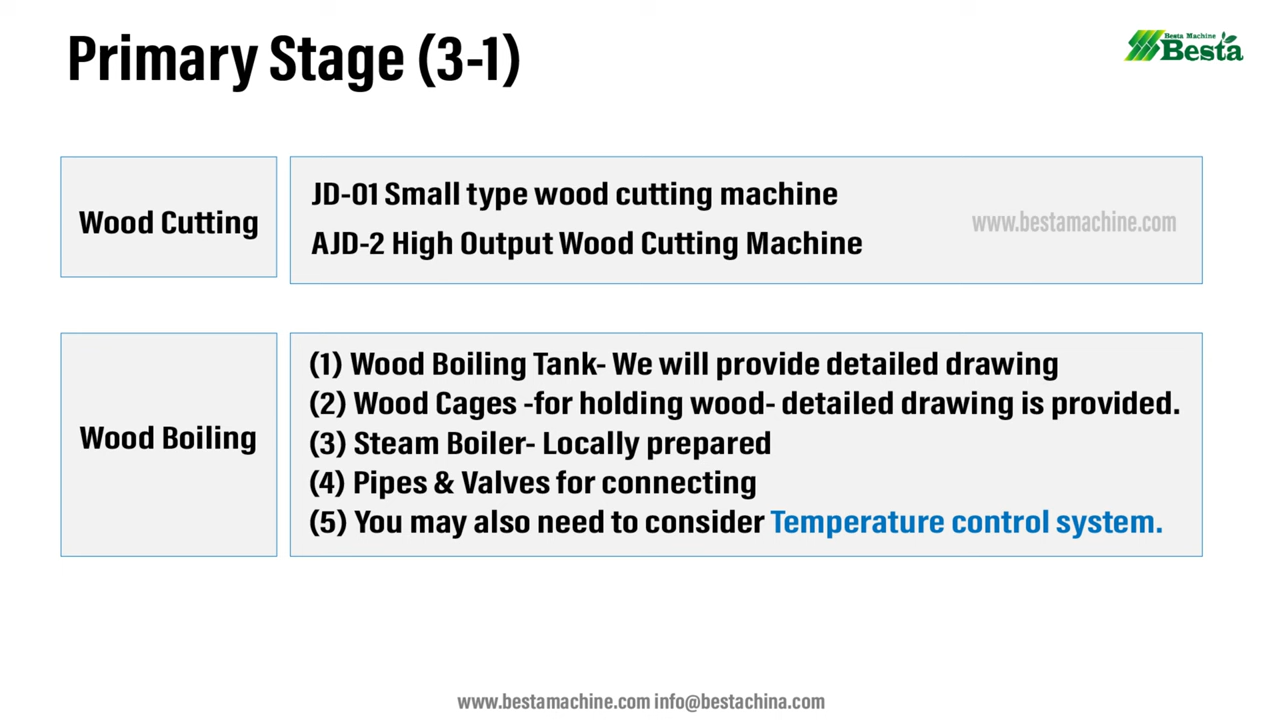 Primary Stage (3-1)
Besta Machine
Besta
Wood Cutting
JD-01 Small type wood cutting machine
AJD-2 High Output Wood Cutting Machine
www.bestamachine.com
Wood Boiling
(1) Wood Boiling Tank- We will provide detailed drawing
(2) Wood Cages -for holding wood- detailed drawing is provided.
(3) Steam Boiler- Locally prepared
(4) Pipes & Valves for connecting
(5) You may also need to consider Temperature control system.
www.bestamachine.com info@bestachina.com